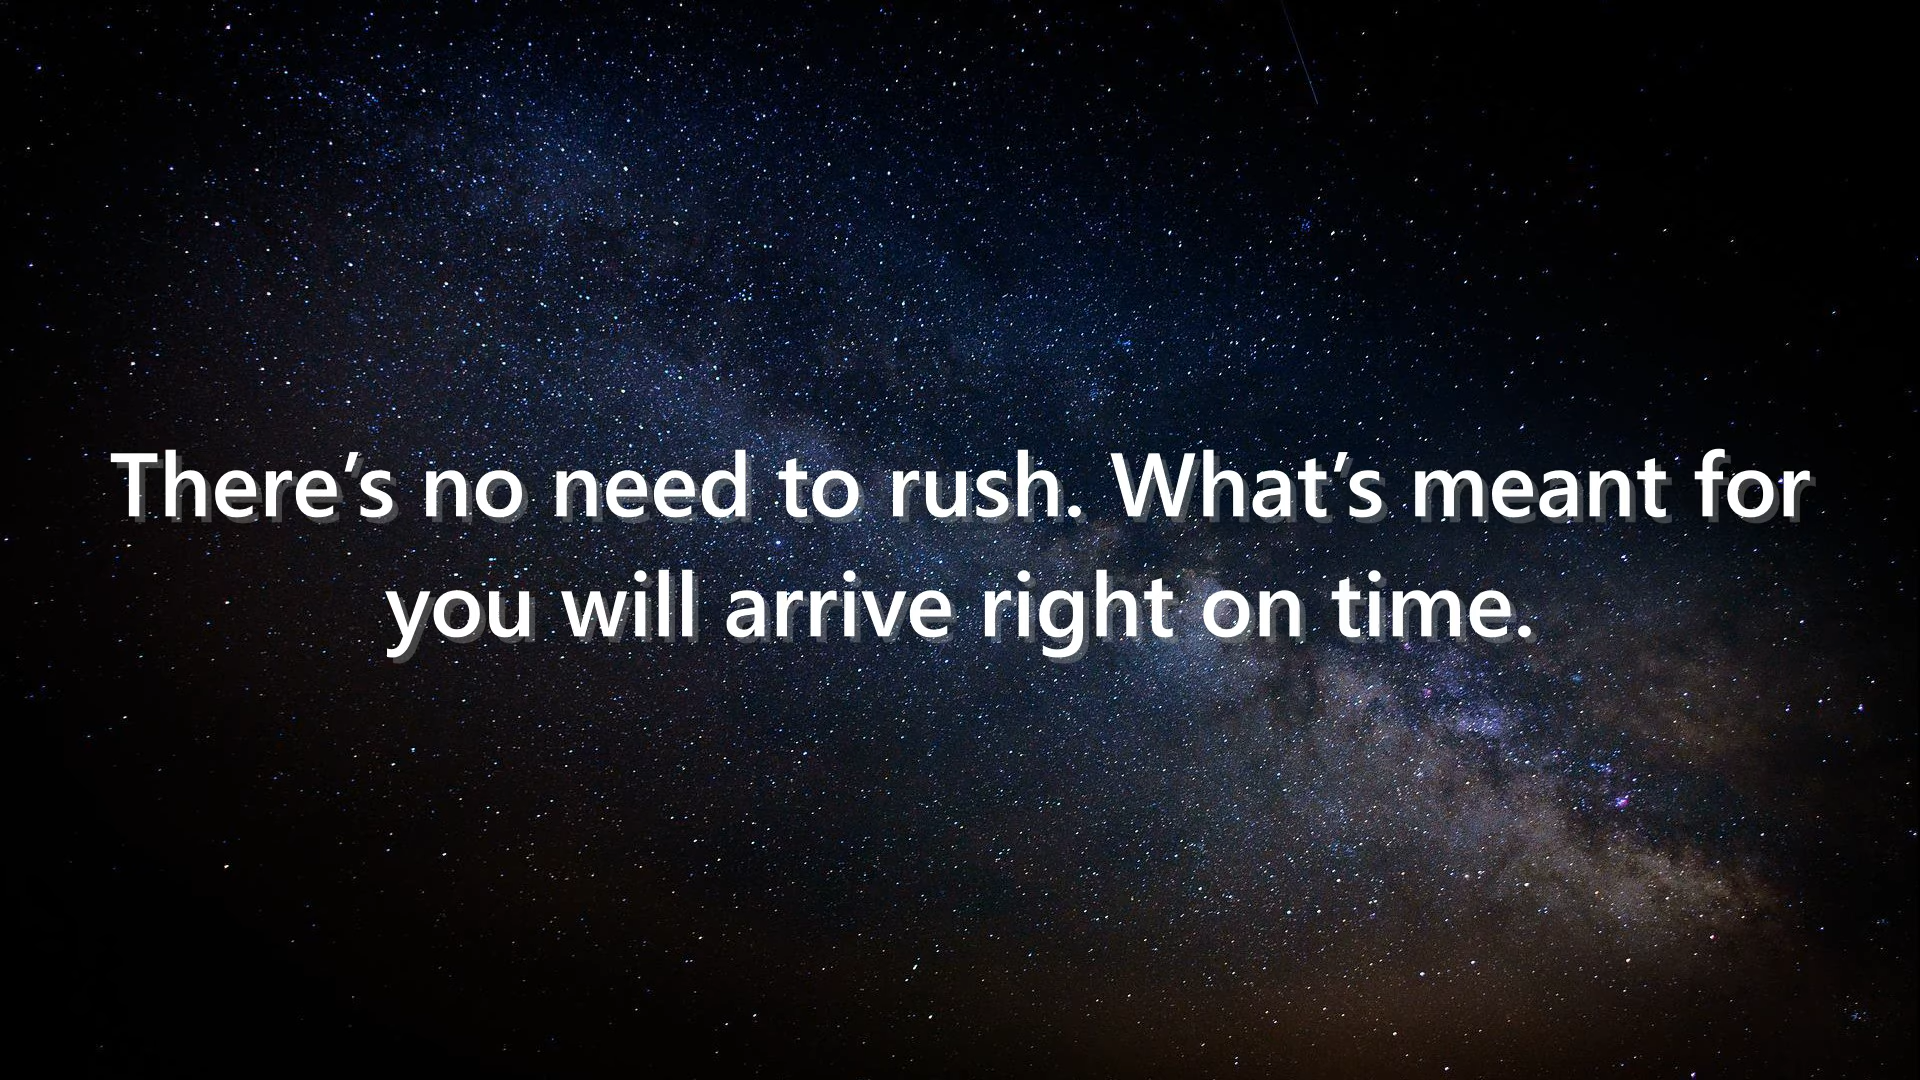 There’s no need to rush. What’s meant for
you will arrive right on time.